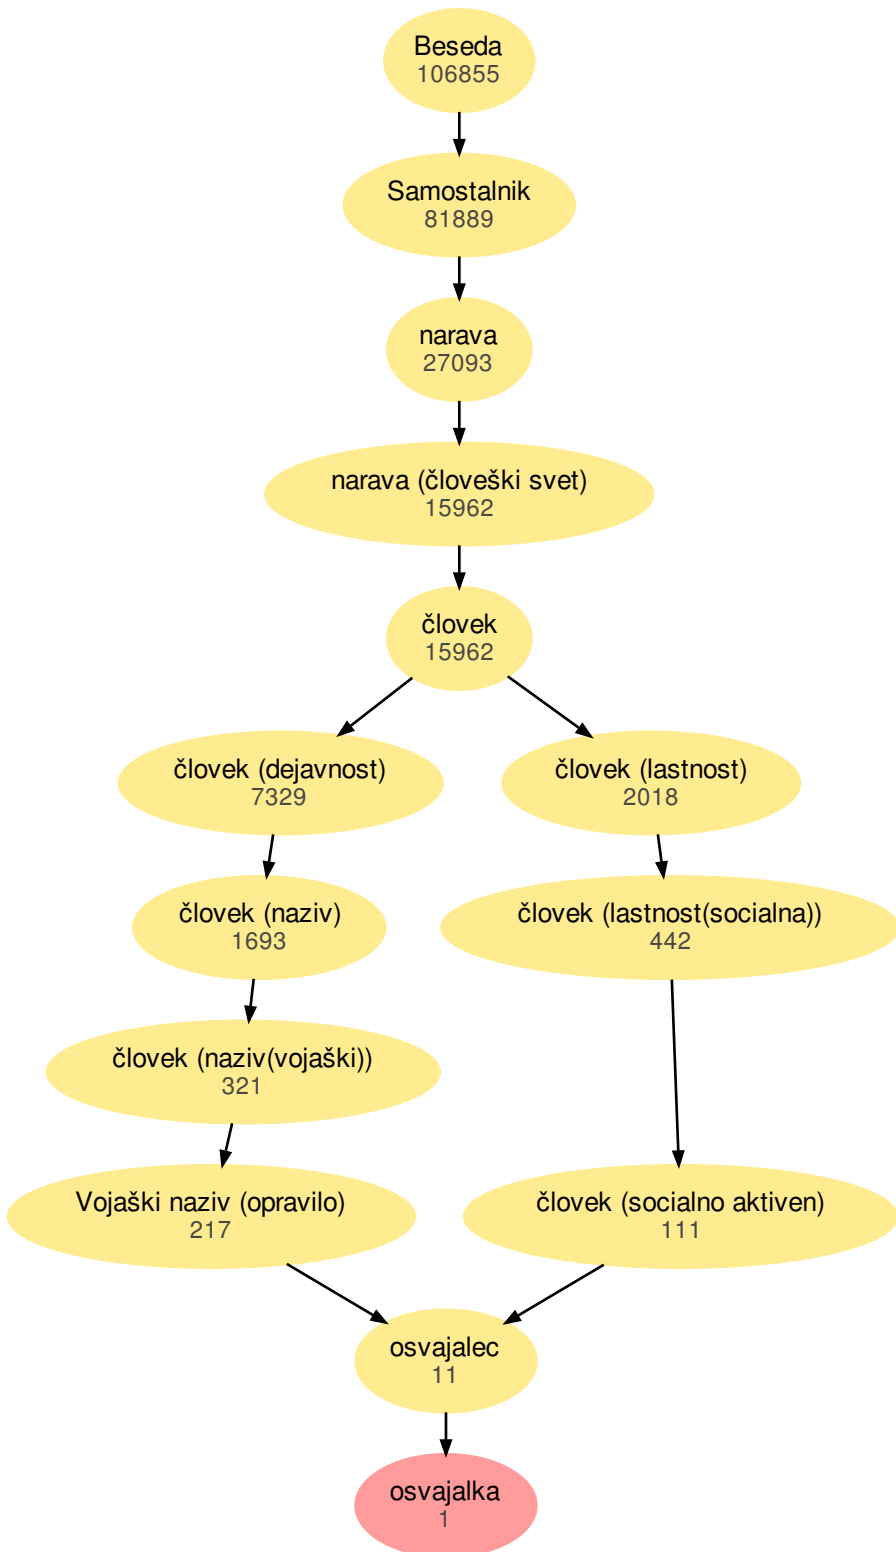 Beseda
106855
Samostalnik
81889
narava
27093
narava (človeški svet)
15962
človek
15962
človek (dejavnost)
7329
človek (lastnost)
2018
človek (naziv)
1693
človek (lastnost(socialna))
442
človek (naziv(vojaški))
321
Vojaški naziv (opravilo)
217
človek (socialno aktiven)
111
osvajalec
11
osvajalka
1